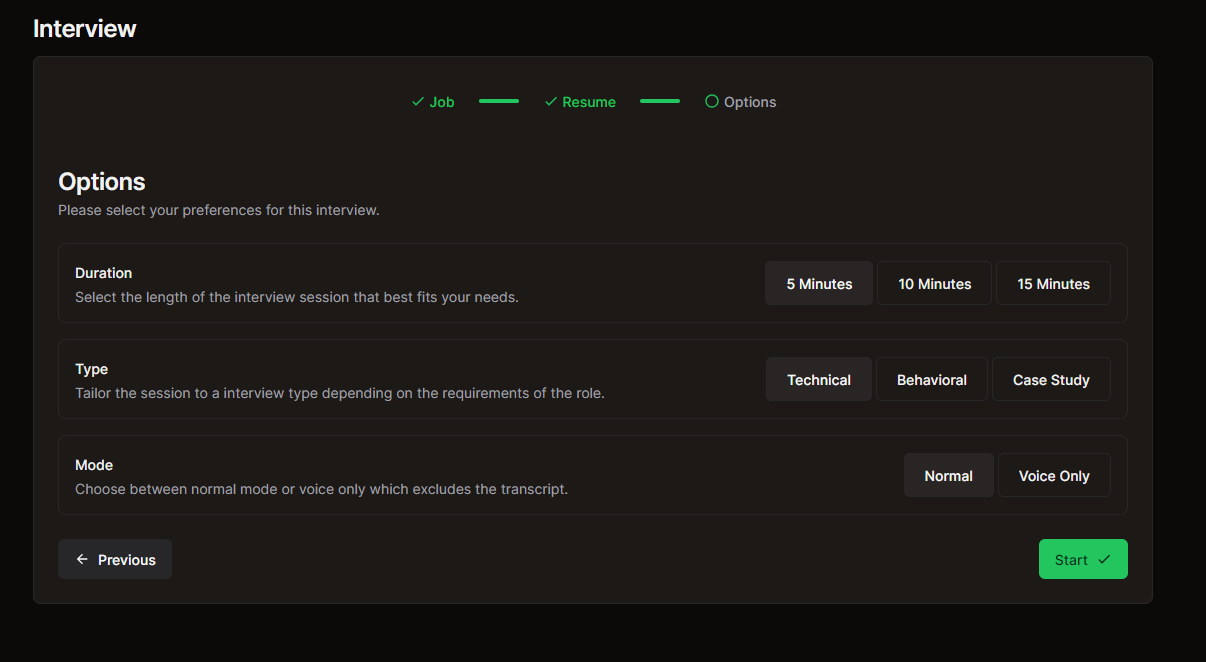 Interview
Job Resume Options
Options
Please select your preferences for this interview.
Duration
Select the length of the interview session that best fits your needs.
5 Minutes 10 Minutes 15 Minutes
Type
Tailor the session to a interview type depending on the requirements of the role.
Technical Behavioral Case Study
Mode
Choose between normal mode or voice only which excludes the transcript.
Normal Voice Only
Previous Start